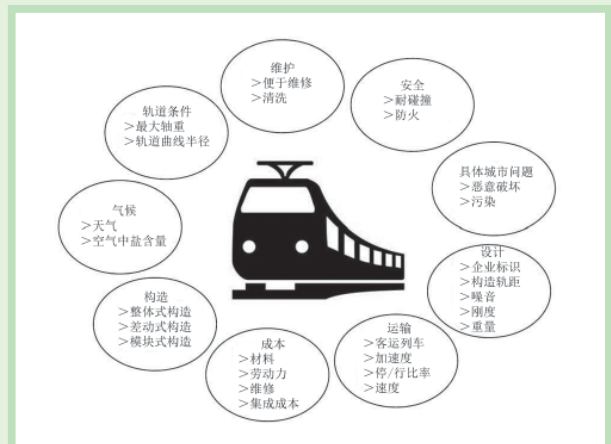 维护
>便于维修
>清洗
安全
>耐碰撞
>防火
轨道条件
>最大轴重
>轨道曲线半径
具体城市问题
>恶意破坏
>污染
气候
>天气
>空气中盐含量
设计
>企业标识
>构造轨距
>噪音
>刚度
>重量
构造
>整体式构造
>差动式构造
>模块式构造
运输
>客运列车
>加速度
>停/行比率
>速度
成本
>材料
>劳动力
>维修
>集成成本